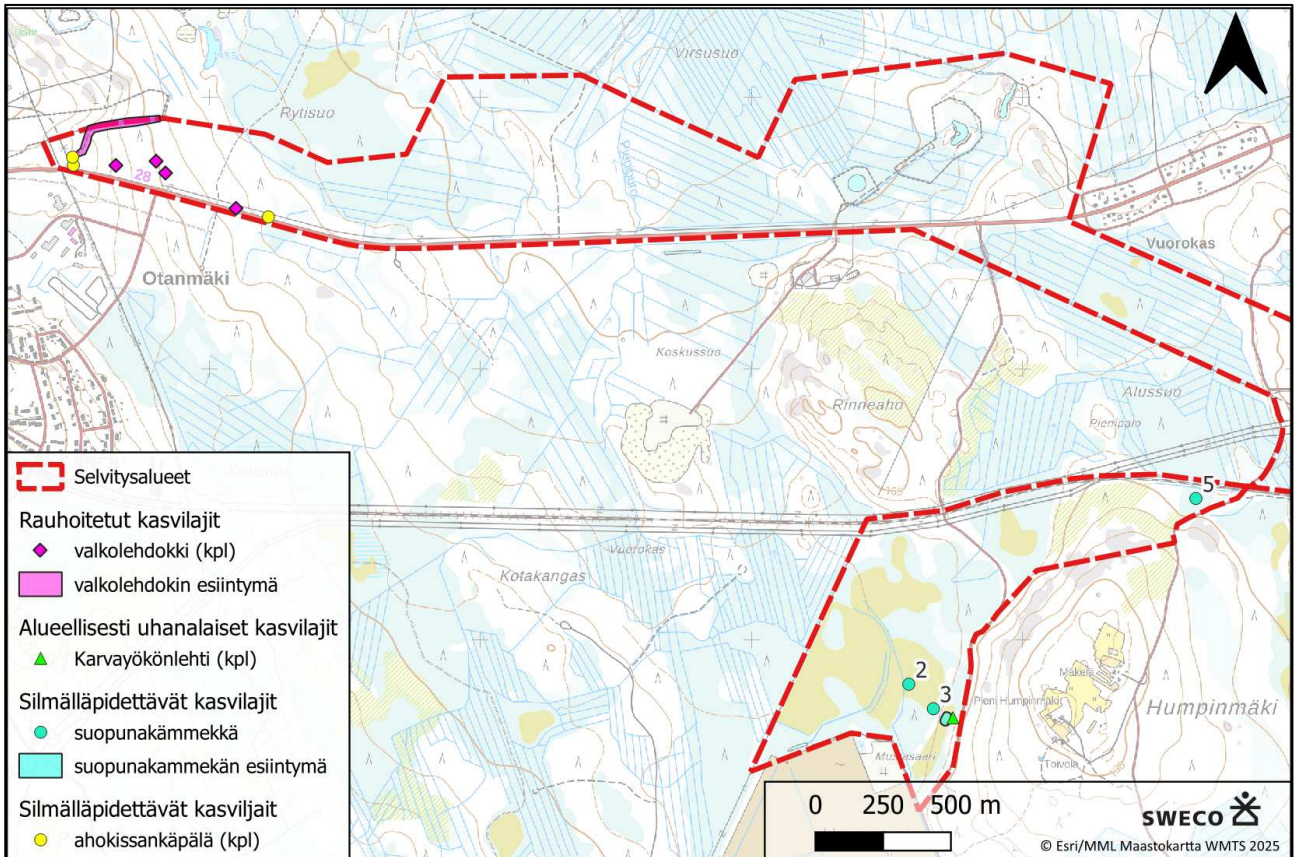 Virsusuo
Rytisuo
28
Otanmäki
Vuorokas
Koskussuo
Rinneaho
Alussuo
Pienipalo
165
5
Vuorokas
Kotakangas
2
3
Mäkelä
Pieni Humpinmäki
Humpinmäki
Mustasaari
Toivola
Selvitysalueet
Rauhoitetut kasvilajit
valkolehdokki (kpl)
valkolehdokin esiintymä
Alueellisesti uhanalaiset kasvilajit
Karvayökönlehti (kpl)
Silmälläpidettävät kasvilajit
suopunakämmekkä
suopunakammekän esiintymä
Silmälläpidettävät kasviljait
ahokissankäpälä (kpl)
0 250 500 m
SWECO
© Esri/MML Maastokartta WMTS 2025